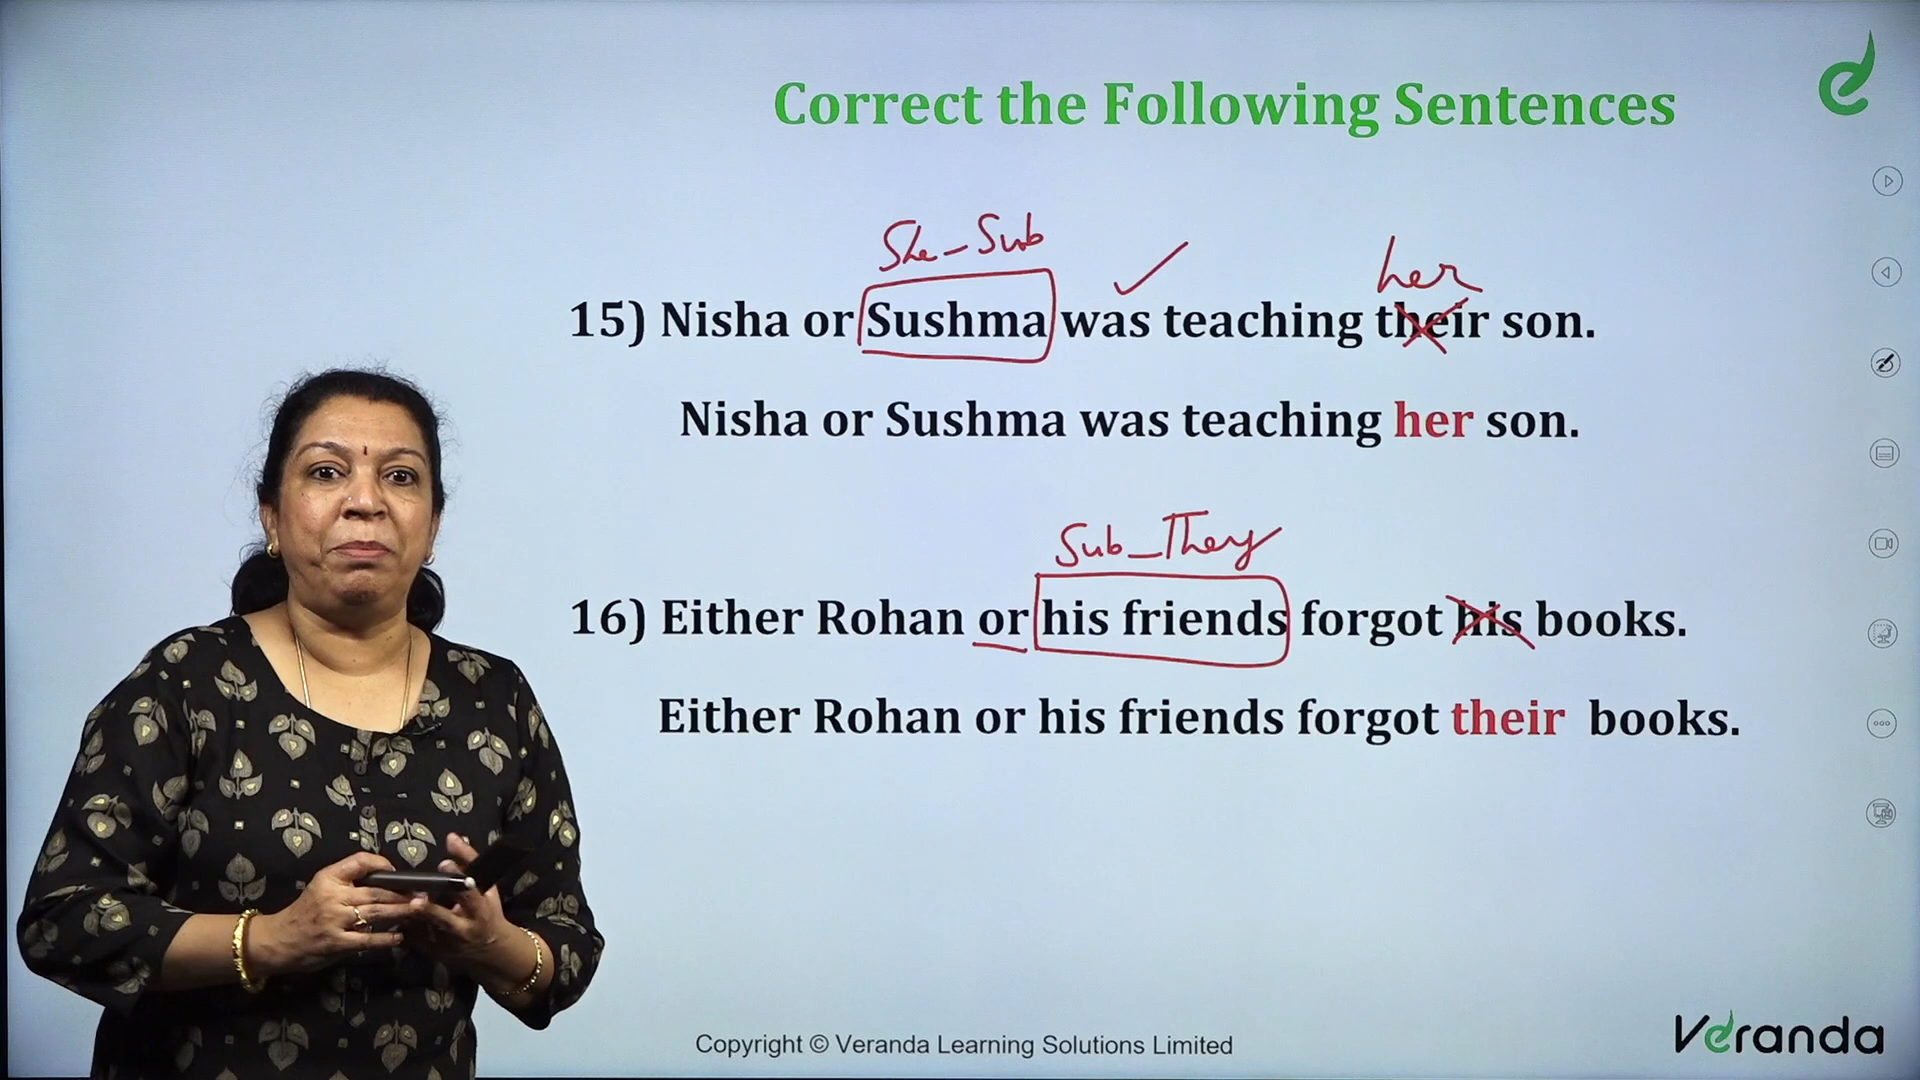 Correct the Following Sentences
She - Sub
her
15) Nisha or Sushma was teaching their son.
Nisha or Sushma was teaching her son.
Sub - They
16) Either Rohan or his friends forgot his books.
Either Rohan or his friends forgot their books.
Copyright © Veranda Learning Solutions Limited
Veranda